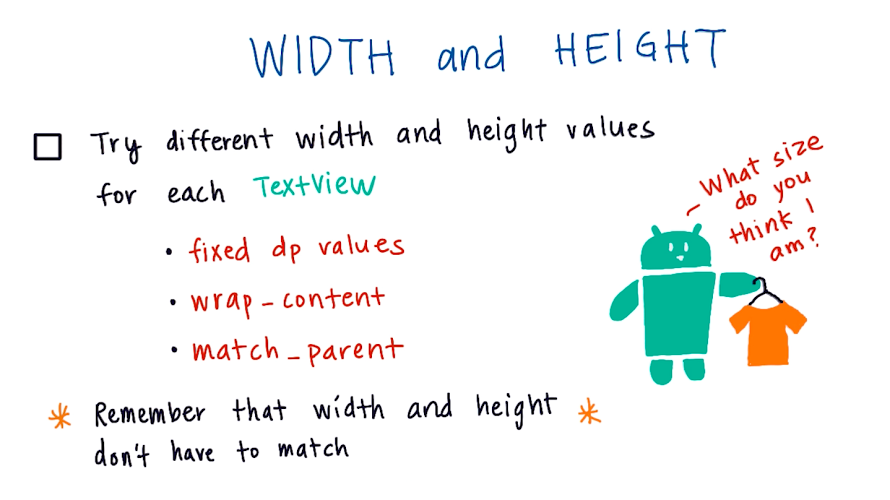 WIDTH and HEIGHT
Try different width and height values
for each TextView
• fixed dp values
• wrap_content
• match_parent
* Remember that width and height *
don't have to match
What size
do you
think I
am?